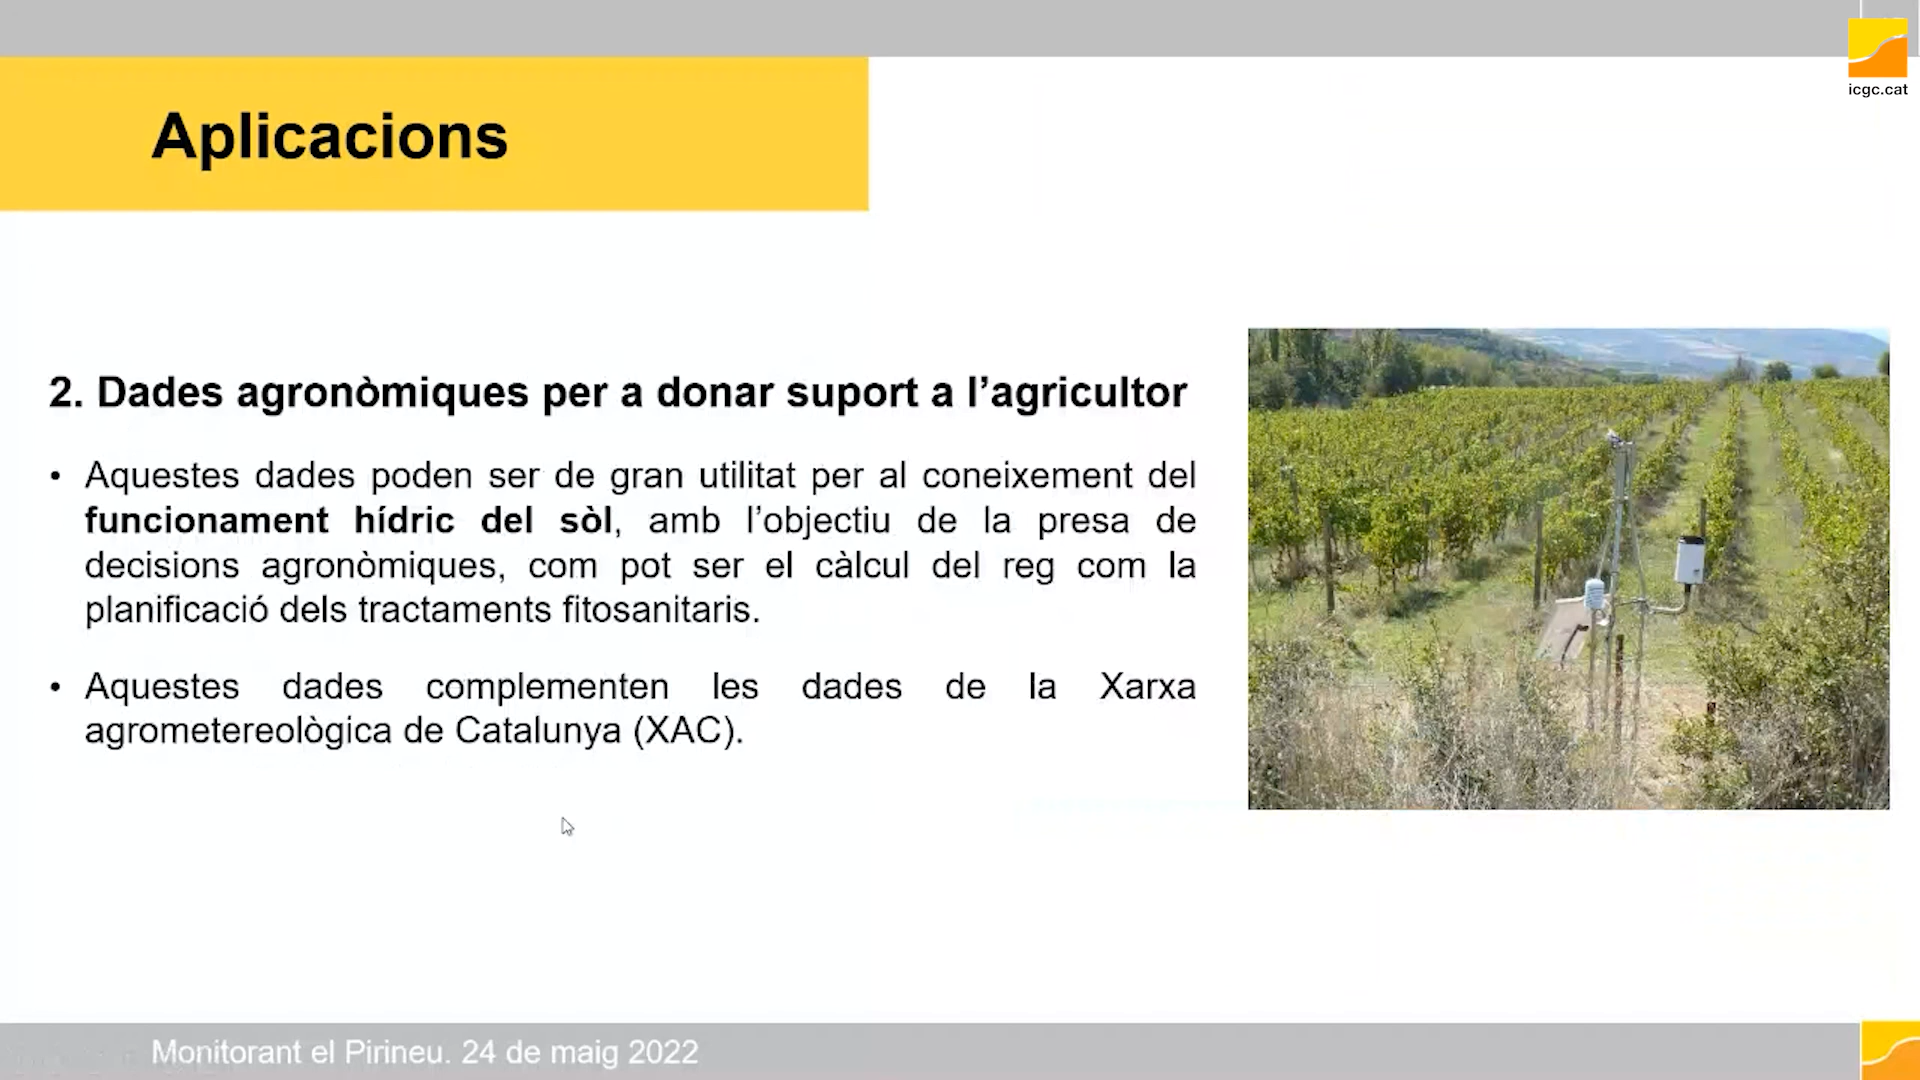 icgc.cat
Aplicacions
2. Dades agronòmiques per a donar suport a l’agricultor
• Aquestes dades poden ser de gran utilitat per al coneixement del
funcionament hídric del sòl, amb l’objectiu de la presa de
decisions agronòmiques, com pot ser el càlcul del reg com la
planificació dels tractaments fitosanitaris.
• Aquestes dades complementen les dades de la Xarxa
agrometereològica de Catalunya (XAC).
Monitorant el Pirineu. 24 de maig 2022